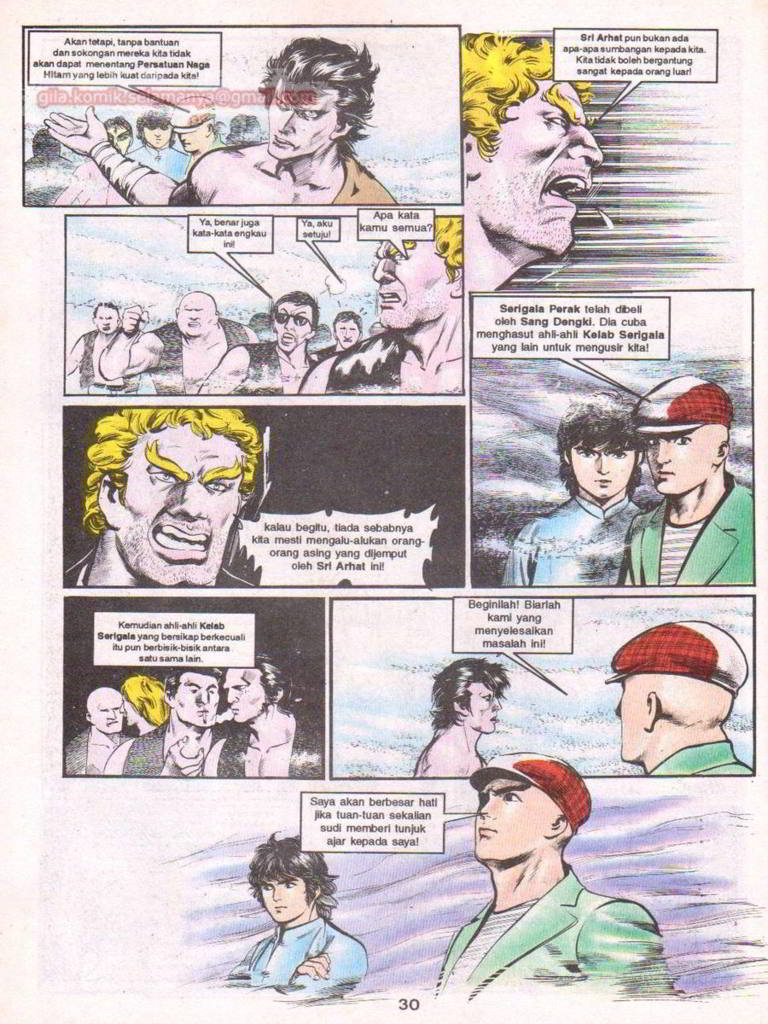 Akan tetapi, tanpa bantuan
dan sokongan mereka kita tidak
akan dapat menentang Persatuan Naga
Hitam yang lebih kuat daripada kita!
gila.komik.selamanya@gmail
Sri Arhat pun bukan ada
apa-apa sumbangan kepada kita.
Kita tidak boleh bergantung
sangat kepada orang luar!
Ya, benar juga
kata-kata engkau
ini!
Ya, aku
setuju!
Apa kata
kamu semua?
Serigala Perak telah dibeli
oleh Sang Dengki. Dia cuba
menghasut ahli-ahli Kelab Serigala
yang lain untuk mengusir kita!
kalau begitu, tiada sebabnya
kita mesti mengalu-alukan orang-
orang asing yang dijemput
oleh Sri Arhat ini!
Kemudian ahli-ahli Kelab
Serigala yang bersikap berkecuali
itu pun berbisik-bisik antara
satu sama lain.
Beginilah! Biarlah
kami yang
menyelesaikan
masalah ini!
Saya akan berbesar hati
jika tuan-tuan sekalian
sudi memberi tunjuk
ajar kepada saya!
30